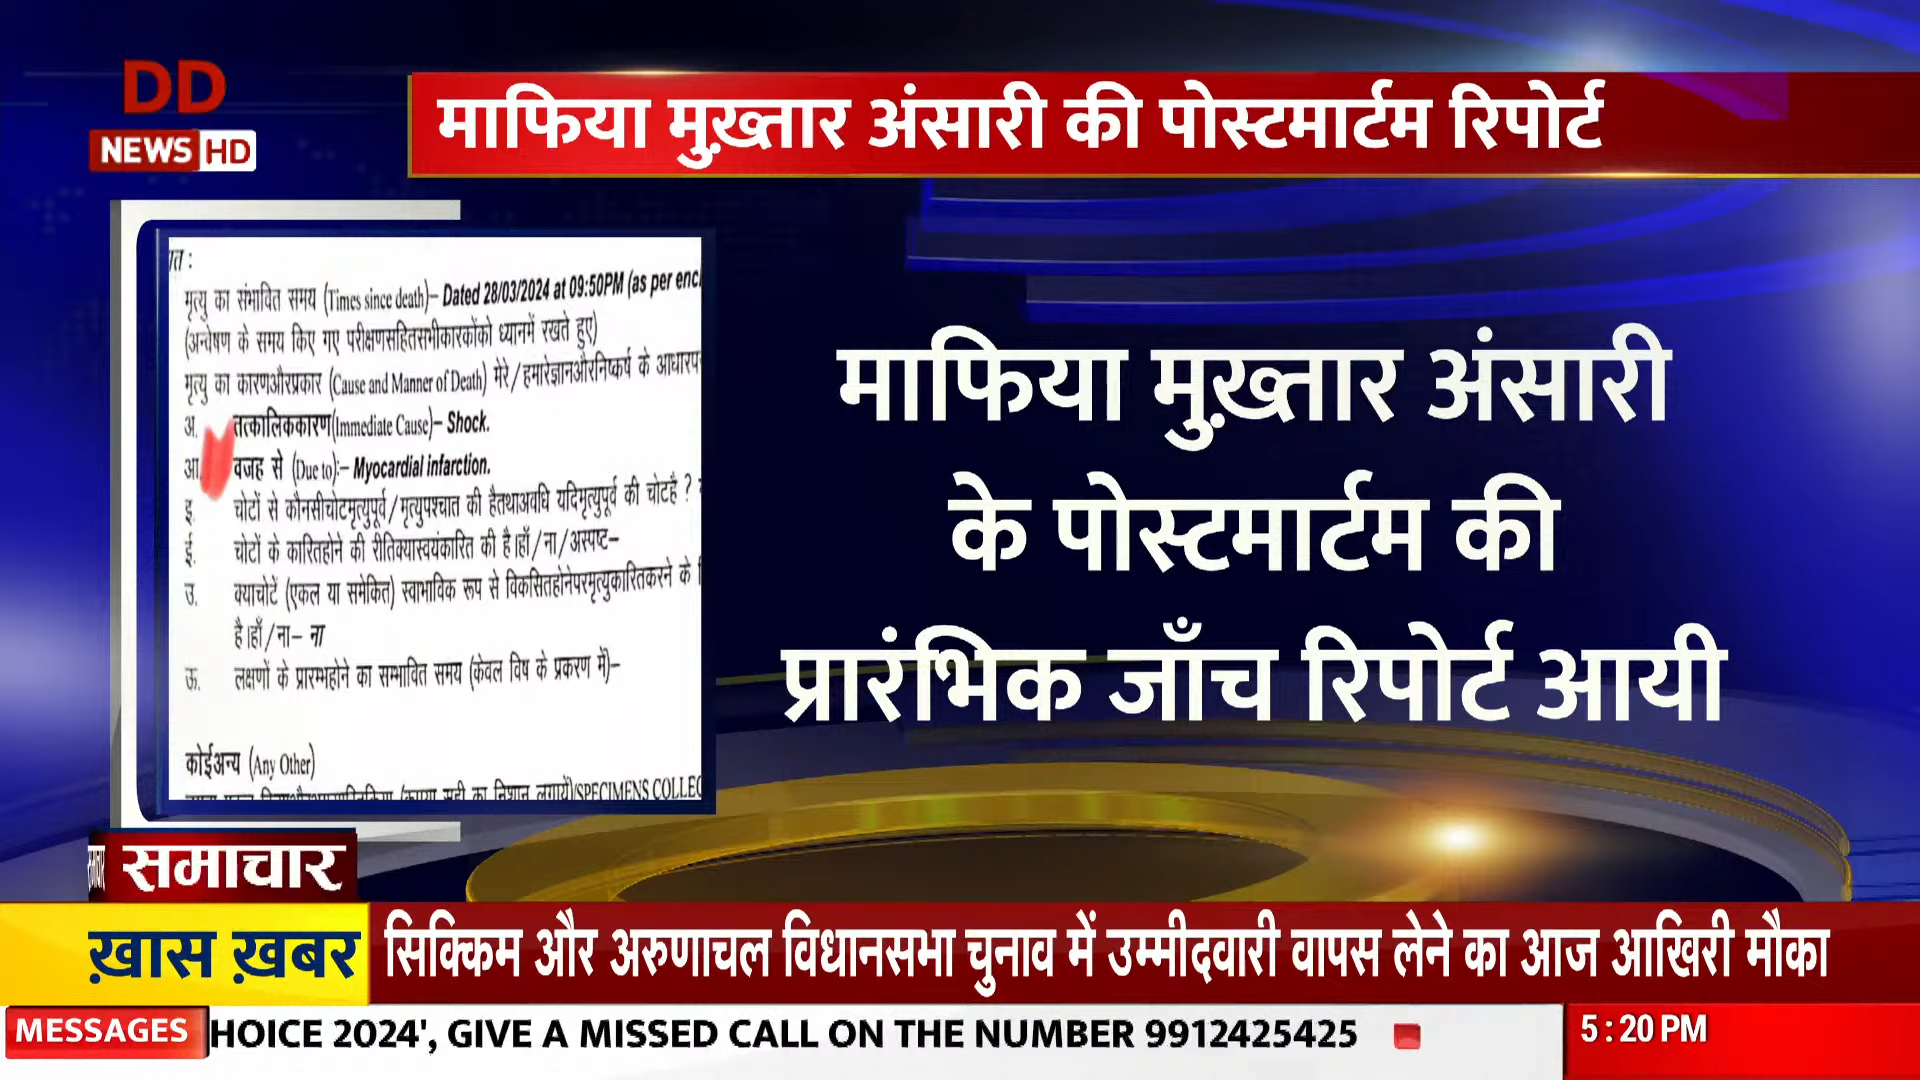 DD
NEWS HD
माफिया मुख़्तार अंसारी की पोस्टमार्टम रिपोर्ट
मृत्यु का संभावित समय (Times since death)– Dated 28/03/2024 at 09:50PM (as per encl
(अन्वेषण के समय किए गए परीक्षणसहितसभीकारकोंको ध्यानमें रखते हुए)
मृत्यु का कारणऔरप्रकार (Cause and Manner of Death) मेरे/हमारेज्ञानऔरनिष्कर्ष के आधारपर
अ. तत्कालिककारण(Immediate Cause)– Shock.
आ. वजह से (Due to):– Myocardial infarction.
इ. चोटों से कौनसीचोटमृत्युपूर्व/मृत्युपश्चात की हैतथाअवधि यदिमृत्युपूर्व की चोटहै ?
ई. चोटों के कारितहोने की रीतिक्यास्वयंकारित की है।हाँ/ना/अस्पष्ट–
उ. क्याचोटें (एकल या समेकित) स्वाभाविक रूप से विकसितहोनेपरमृत्युकारितकरने के
है।हाँ/ना– ना
ऊ. लक्षणों के प्रारम्भहोने का सम्भावित समय (केवल विष के प्रकरण में)–
कोईअन्य (Any Other)
SPECIMENS COLLEC
माफिया मुख़्तार अंसारी
के पोस्टमार्टम की
प्रारंभिक जाँच रिपोर्ट आयी
समाचार
ख़ास ख़बर
सिक्किम और अरुणाचल विधानसभा चुनाव में उम्मीदवारी वापस लेने का आज आखिरी मौका
MESSAGES
HOICE 2024', GIVE A MISSED CALL ON THE NUMBER 9912425425
5:20 PM